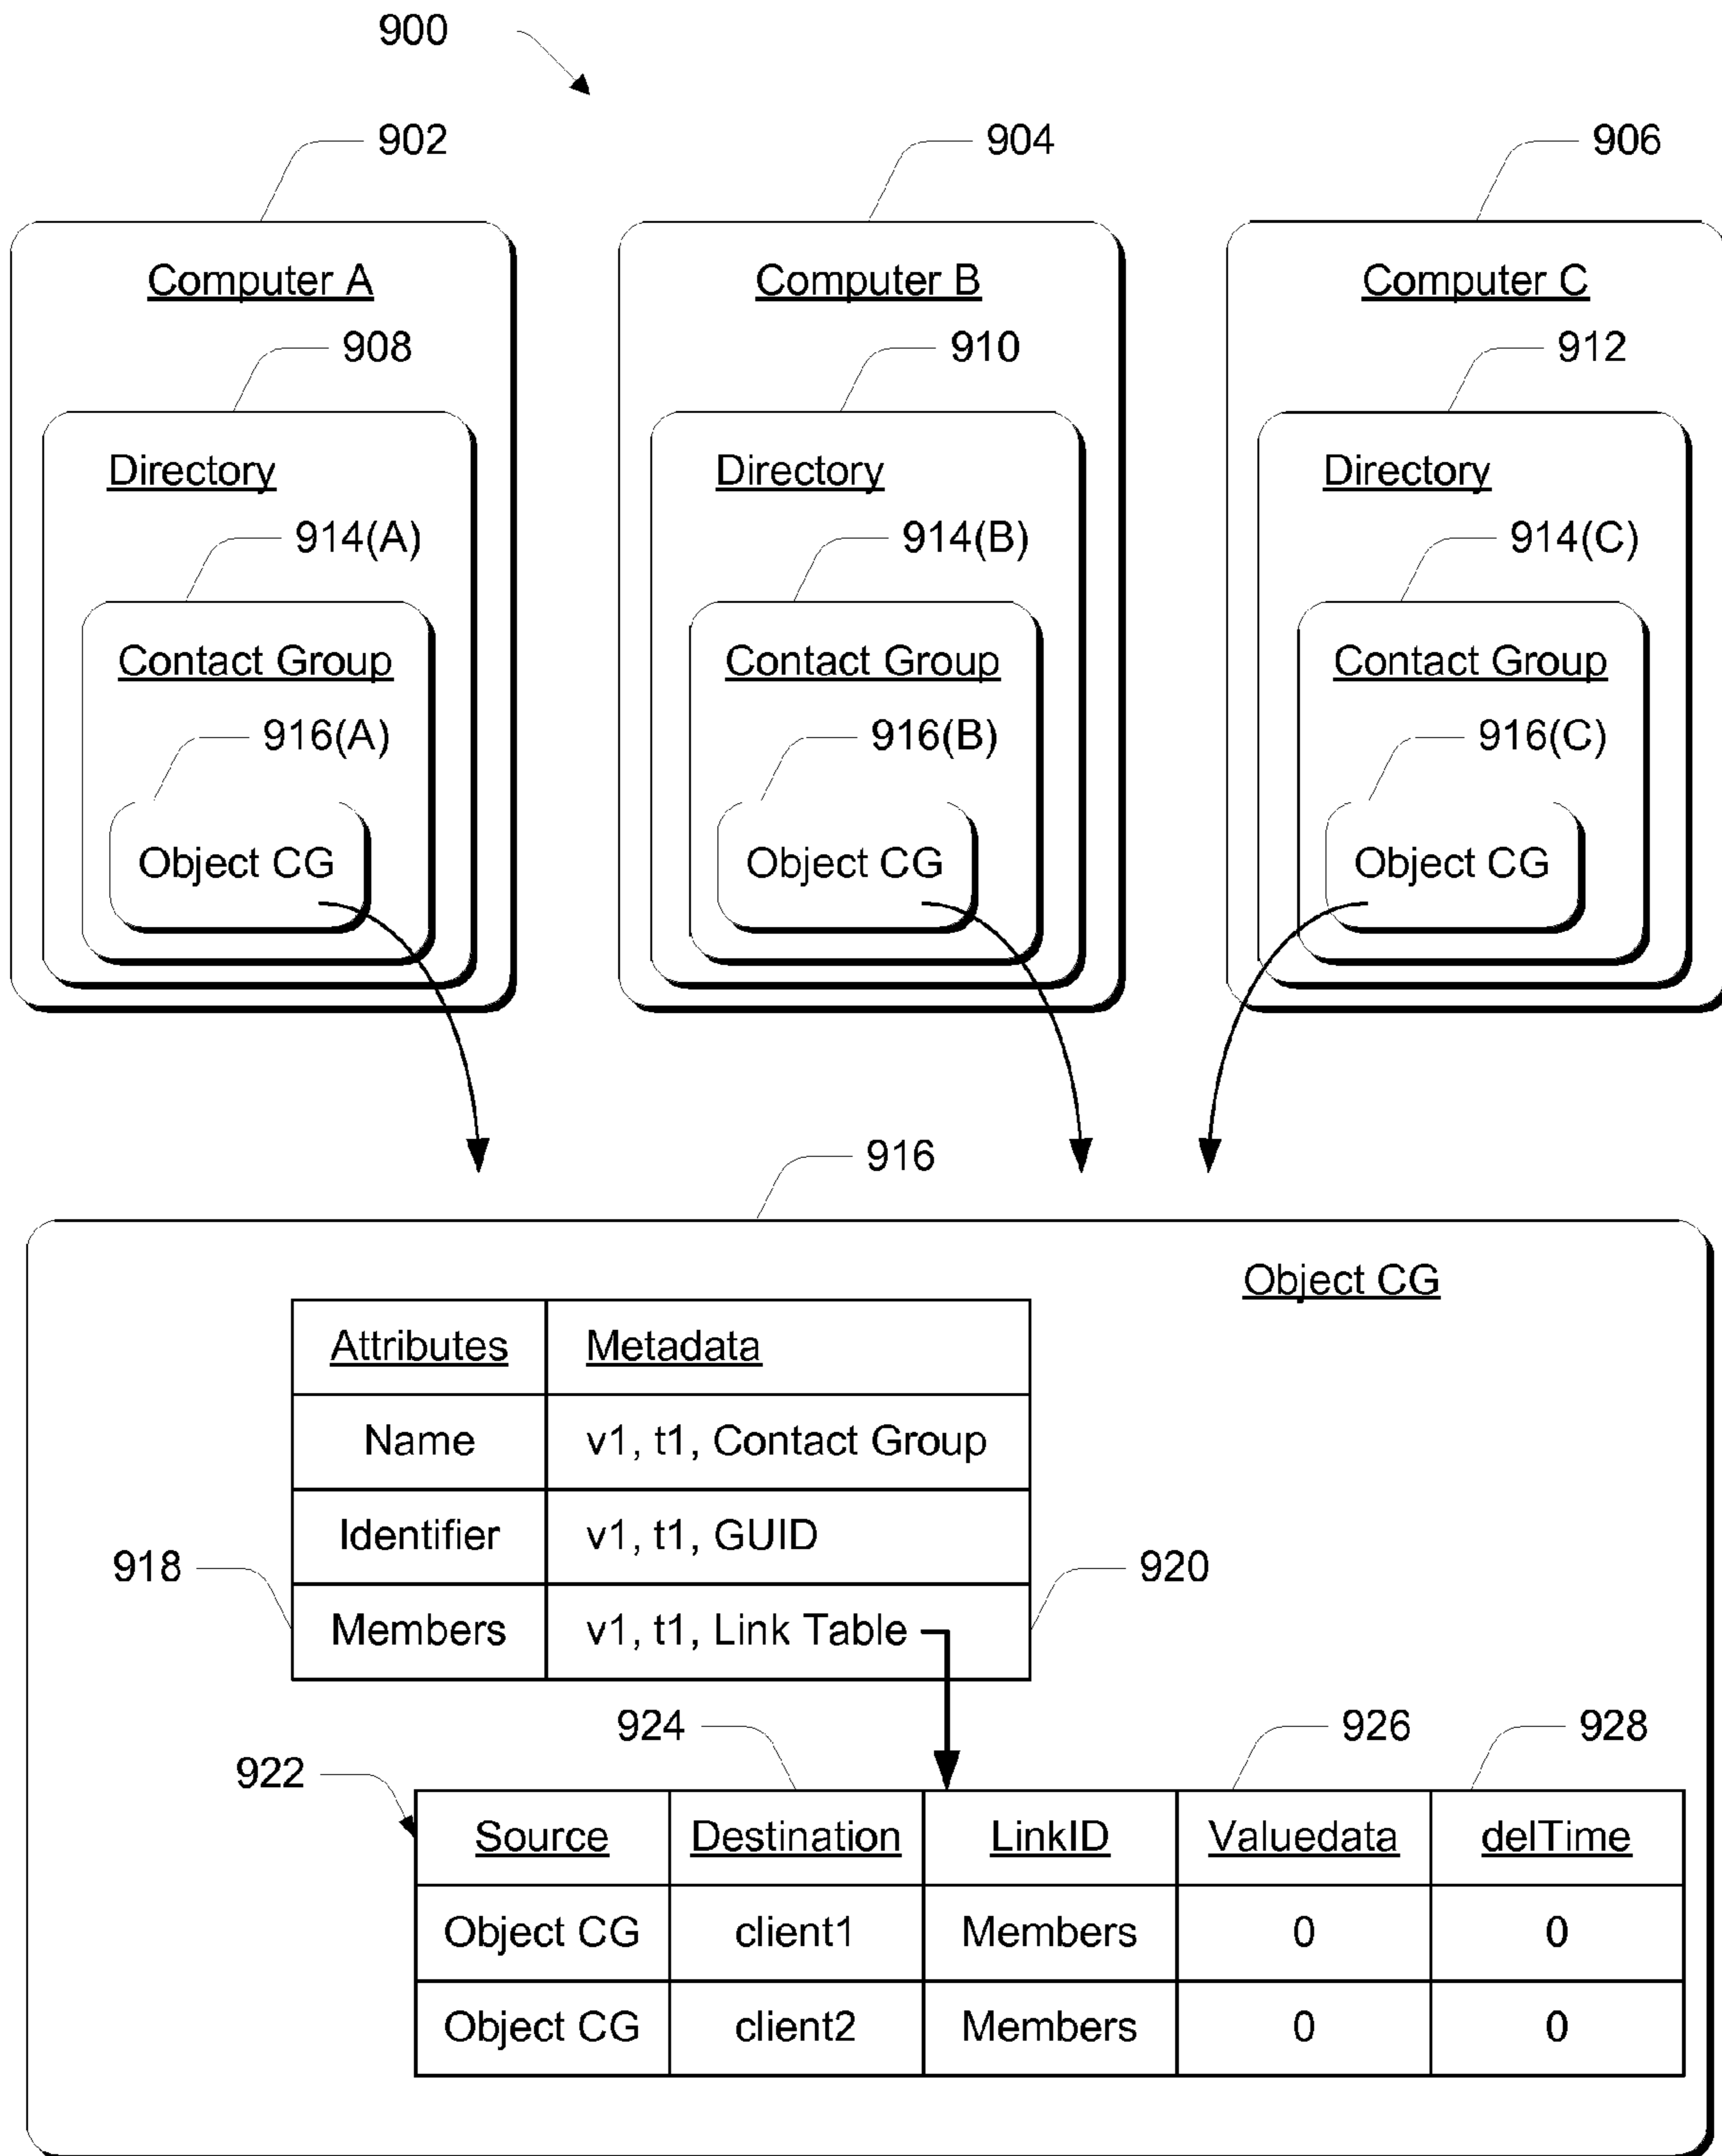 900
902 904 906
Computer A Computer B Computer C
908 910 912
Directory Directory Directory
914(A) 914(B) 914(C)
Contact Group Contact Group Contact Group
916(A) 916(B) 916(C)
Object CG Object CG Object CG
916
Object CG
Attributes Metadata
Name v1, t1, Contact Group
Identifier v1, t1, GUID
918 920
Members v1, t1, Link Table
924 926 928
922
Source Destination LinkID Valuedata delTime
Object CG client1 Members 0 0
Object CG client2 Members 0 0